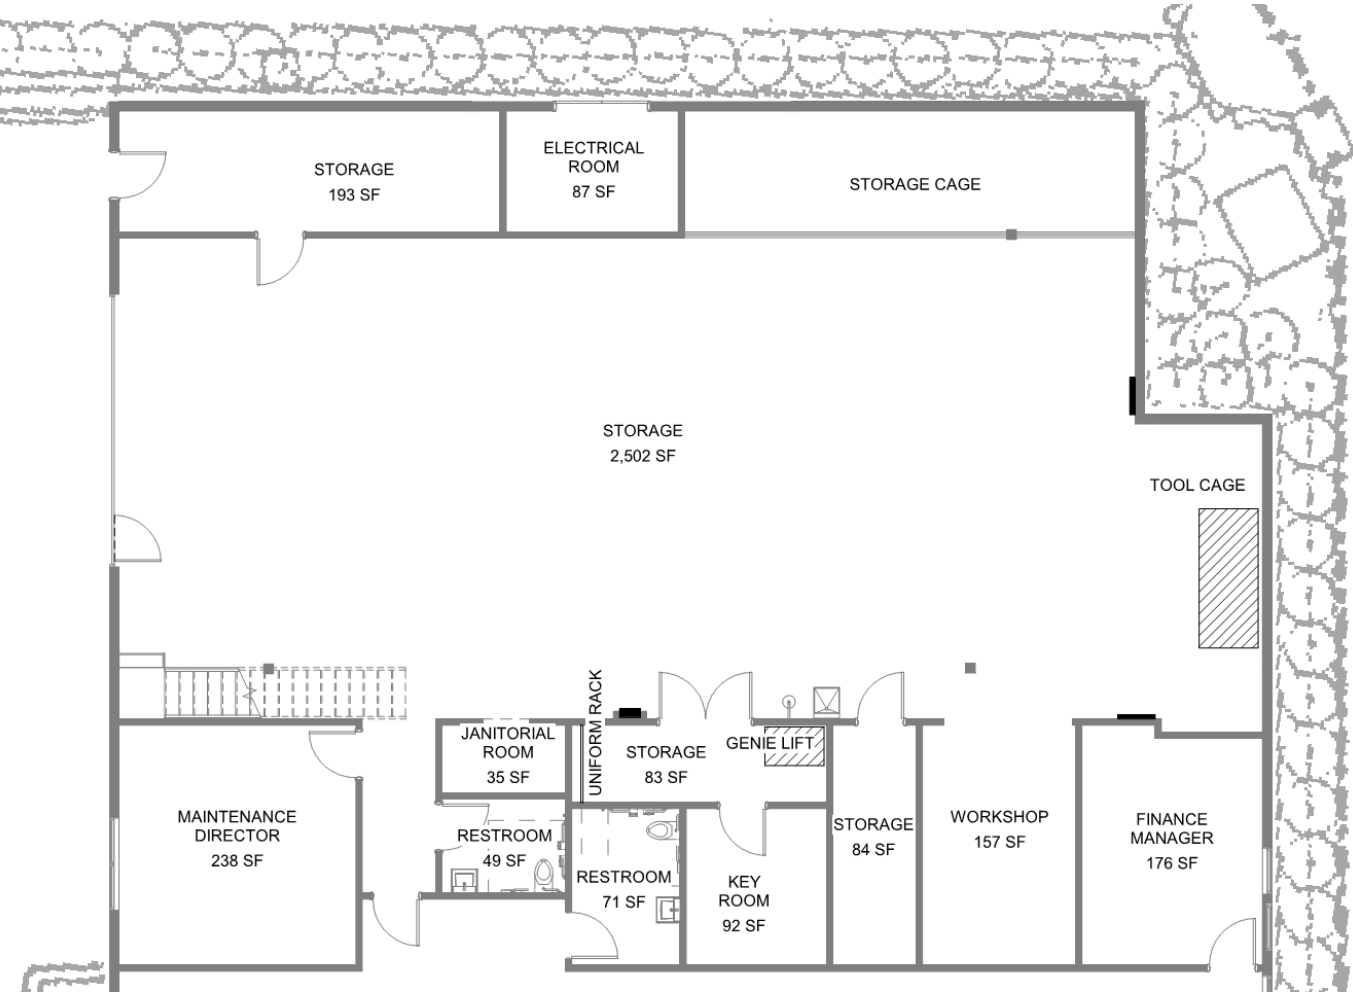 STORAGE
193 SF
ELECTRICAL
ROOM
87 SF
STORAGE CAGE
STORAGE
2,502 SF
TOOL CAGE
UNIFORM RACK
JANITORIAL
ROOM
35 SF
STORAGE
83 SF
GENIE LIFT
MAINTENANCE
DIRECTOR
238 SF
RESTROOM
49 SF
RESTROOM
71 SF
KEY
ROOM
92 SF
STORAGE
84 SF
WORKSHOP
157 SF
FINANCE
MANAGER
176 SF